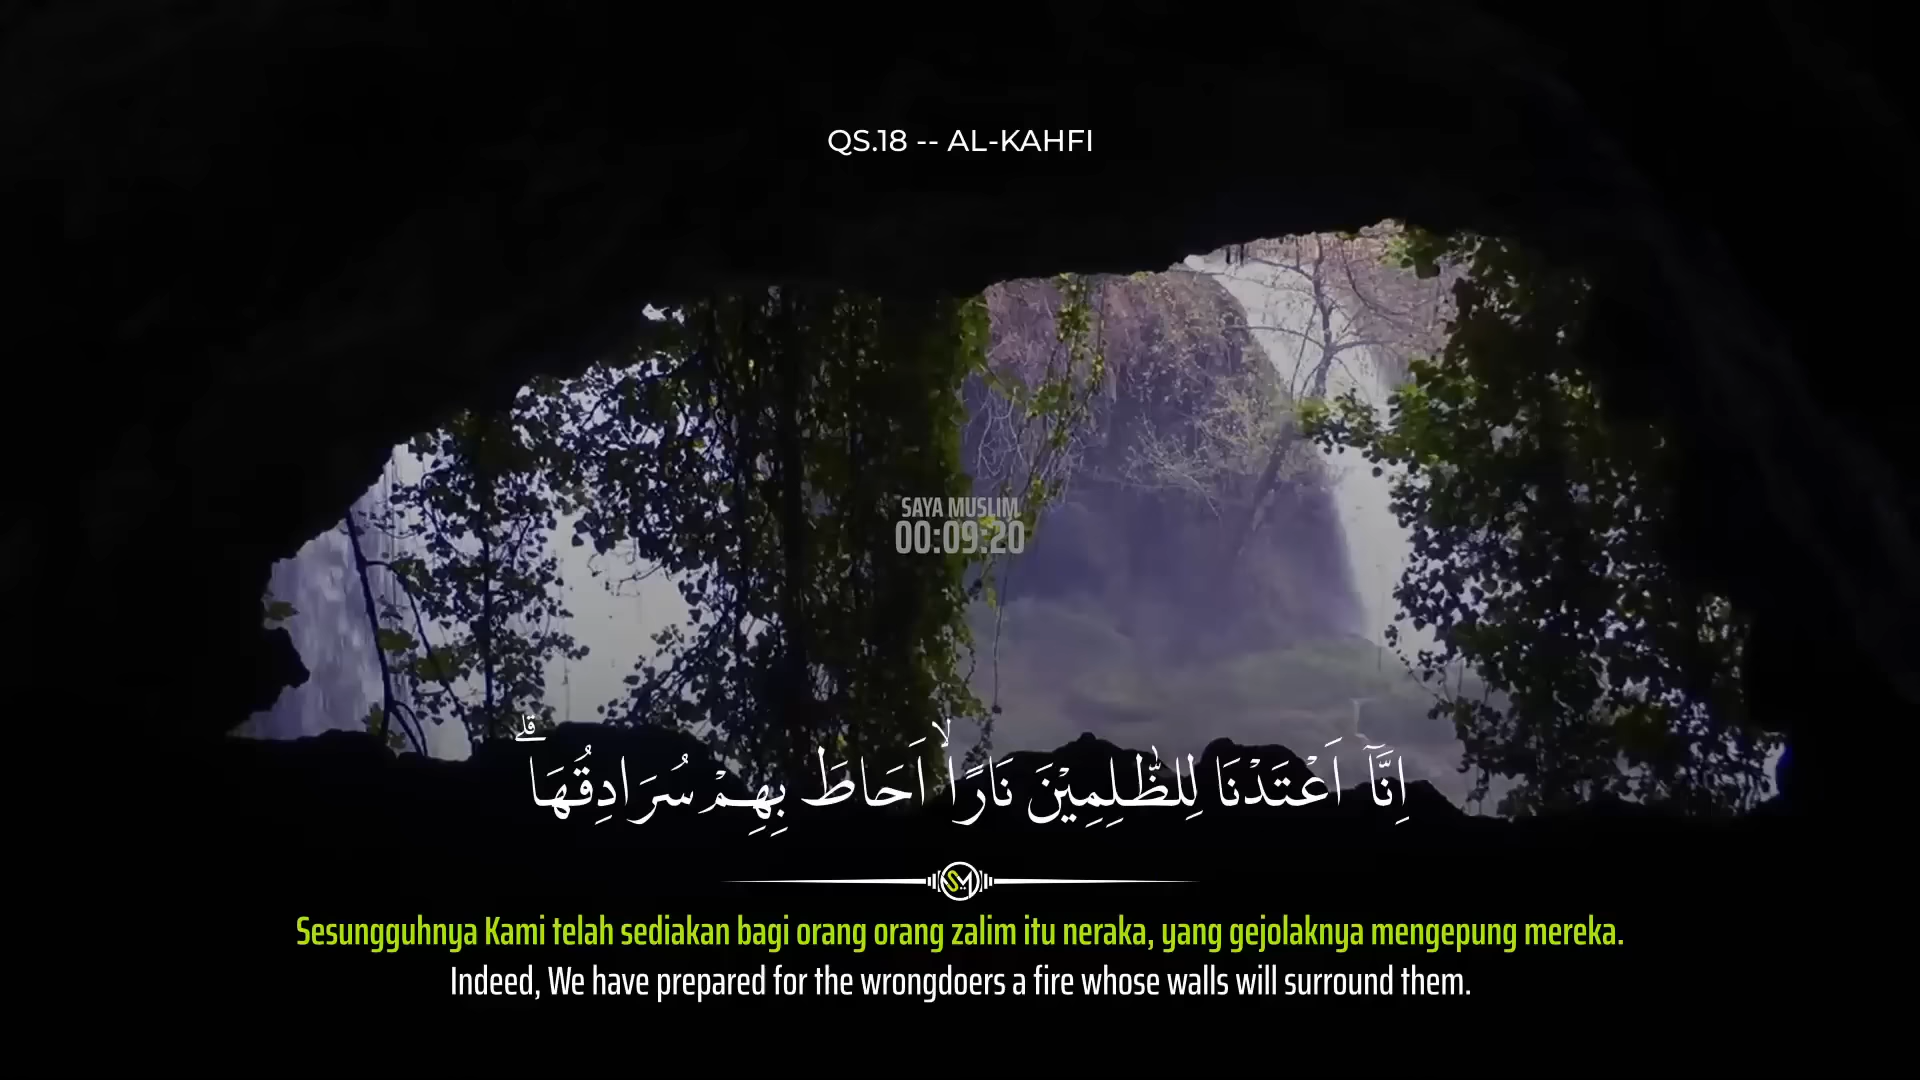 QS.18 -- AL-KAHFI
SAYA MUSLIM
00:09:20
اِنَّآ اَعْتَدْنَا لِلظّٰلِمِيْنَ نَارًاۙ اَحَاطَ بِهِمْ سُرَادِقُهَاۗ
Sesungguhnya Kami telah sediakan bagi orang orang zalim itu neraka, yang gejolaknya mengepung mereka.
Indeed, We have prepared for the wrongdoers a fire whose walls will surround them.